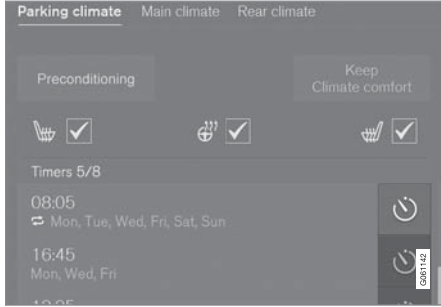 Parking climate Main climate Rear climate
Preconditioning
Keep
Climate comfort
Timers 5/8
08:05
Mon, Tue, Wed, Fri, Sat, Sun
16:45
Mon, Wed, Fri
G061142